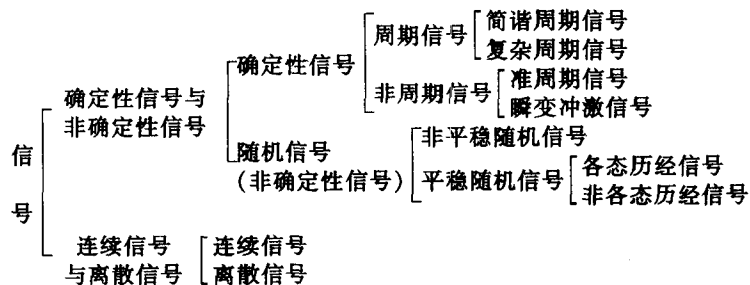 信号
确定性信号与
非确定性信号
确定性信号
周期信号
简谐周期信号
复杂周期信号
非周期信号
准周期信号
瞬变冲激信号
随机信号
(非确定性信号)
非平稳随机信号
平稳随机信号
各态历经信号
非各态历经信号
连续信号
与离散信号
连续信号
离散信号